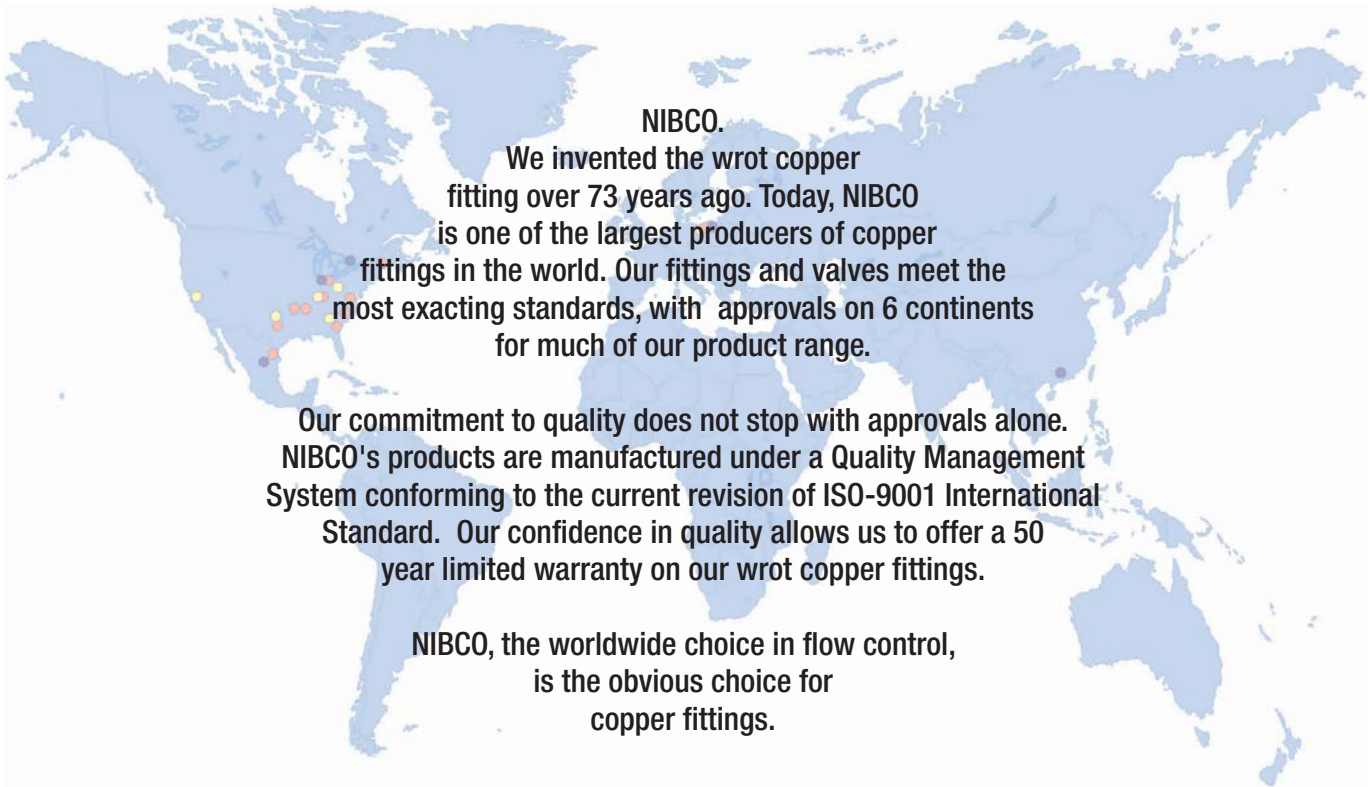 NIBCO.
We invented the wrot copper
fitting over 73 years ago. Today, NIBCO
is one of the largest producers of copper
fittings in the world. Our fittings and valves meet the
most exacting standards, with  approvals on 6 continents
for much of our product range.
Our commitment to quality does not stop with approvals alone.
NIBCO's products are manufactured under a Quality Management
System conforming to the current revision of ISO-9001 International
Standard.  Our confidence in quality allows us to offer a 50
year limited warranty on our wrot copper fittings.
NIBCO, the worldwide choice in flow control,
is the obvious choice for
copper fittings.